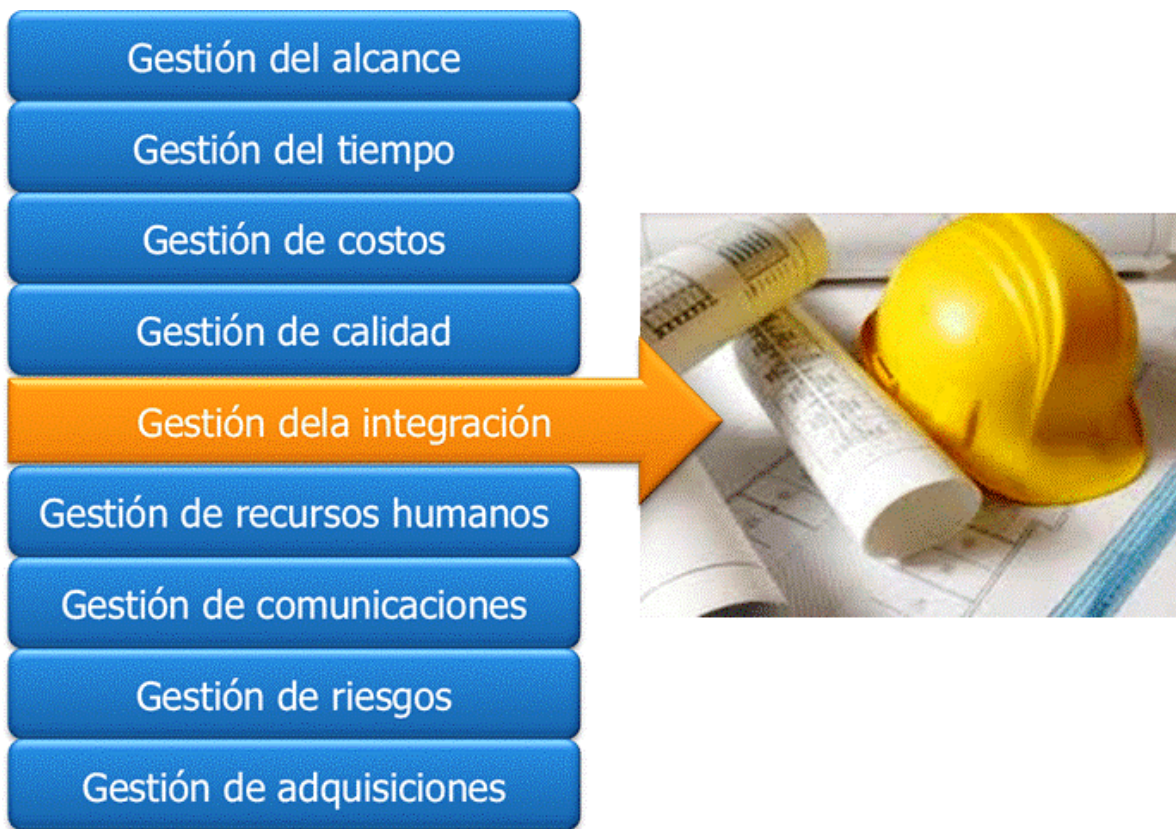 Gestión del alcance
Gestión del tiempo
Gestión de costos
Gestión de calidad
Gestión dela integración
Gestión de recursos humanos
Gestión de comunicaciones
Gestión de riesgos
Gestión de adquisiciones